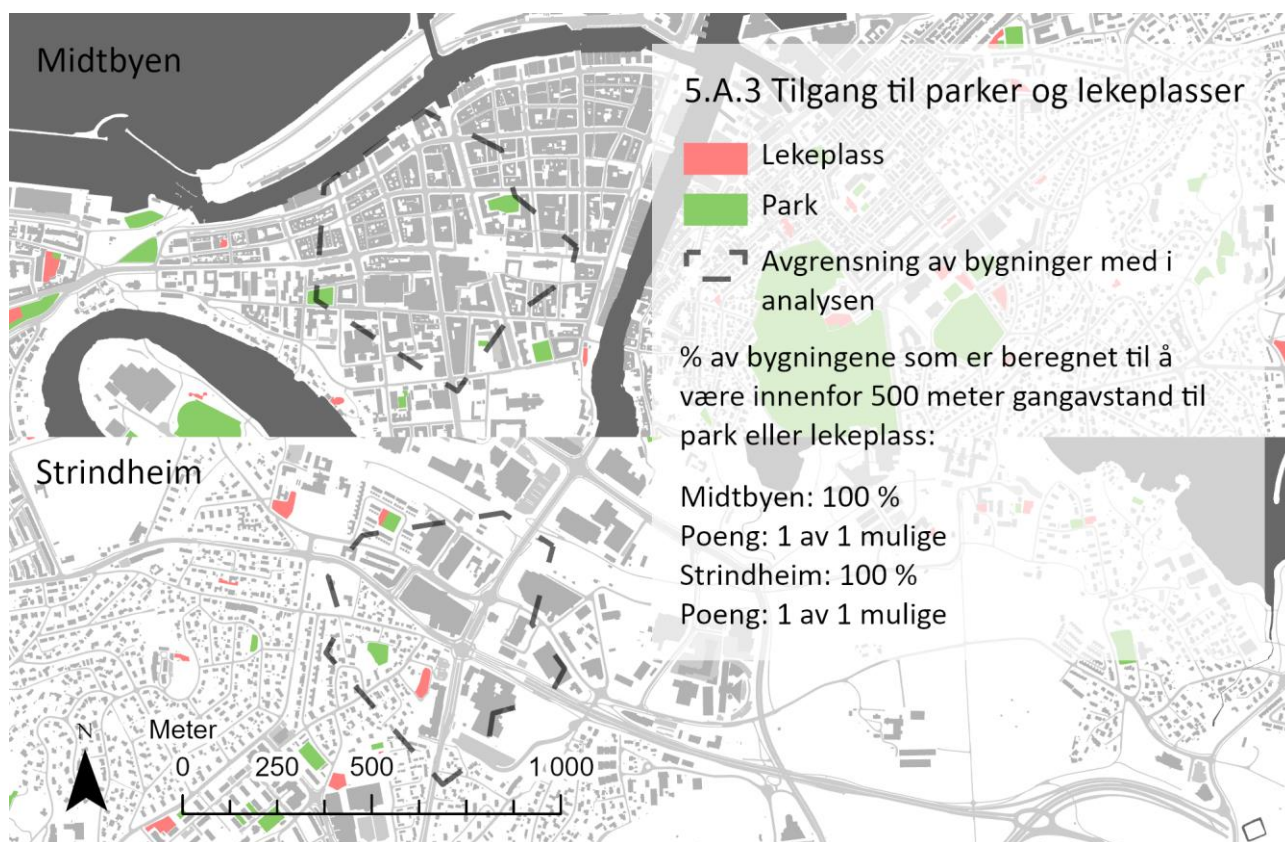 Midtbyen
5.A.3 Tilgang til parker og lekeplasser
Lekeplass
Park
Avgrensning av bygninger med i
analysen
% av bygningene som er beregnet til å
være innenfor 500 meter gangavstand til
park eller lekeplass:
Midtbyen: 100 %
Poeng: 1 av 1 mulige
Strindheim: 100 %
Poeng: 1 av 1 mulige
Strindheim
N
Meter
0 250 500 1 000